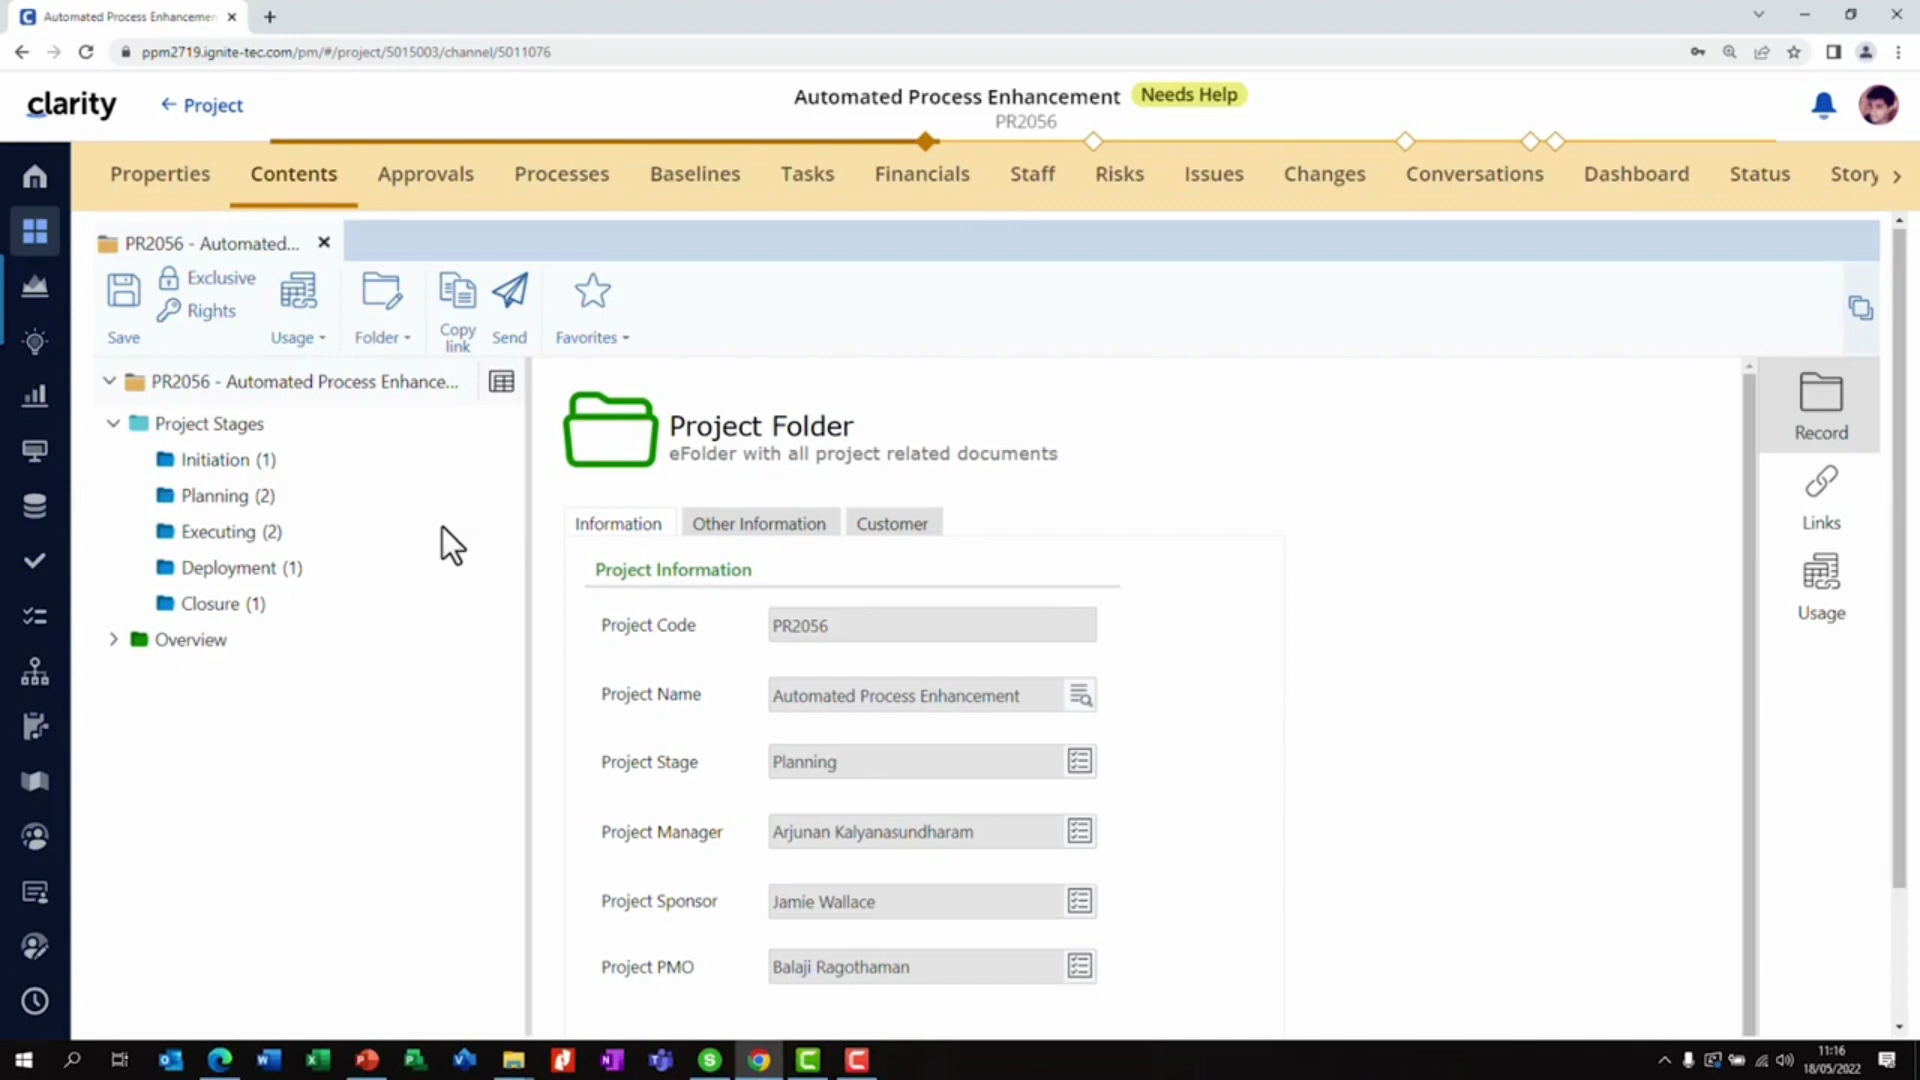 Automated Process Enhancemen
ppm2719.ignite-tec.com/pm/#/project/5015003/channel/5011076
clarity
← Project
Automated Process Enhancement
Needs Help
PR2056
Properties
Contents
Approvals
Processes
Baselines
Tasks
Financials
Staff
Risks
Issues
Changes
Conversations
Dashboard
Status
Story
PR2056 - Automated...
Save
Exclusive
Rights
Usage
Folder
Copy
link
Send
Favorites
PR2056 - Automated Process Enhance...
Project Stages
Initiation (1)
Planning (2)
Executing (2)
Deployment (1)
Closure (1)
Overview
Project Folder
eFolder with all project related documents
Information
Other Information
Customer
Project Information
Project Code
PR2056
Project Name
Automated Process Enhancement
Project Stage
Planning
Project Manager
Arjunan Kalyanasundharam
Project Sponsor
Jamie Wallace
Project PMO
Balaji Ragothaman
Record
Links
Usage
11:16
18/05/2022